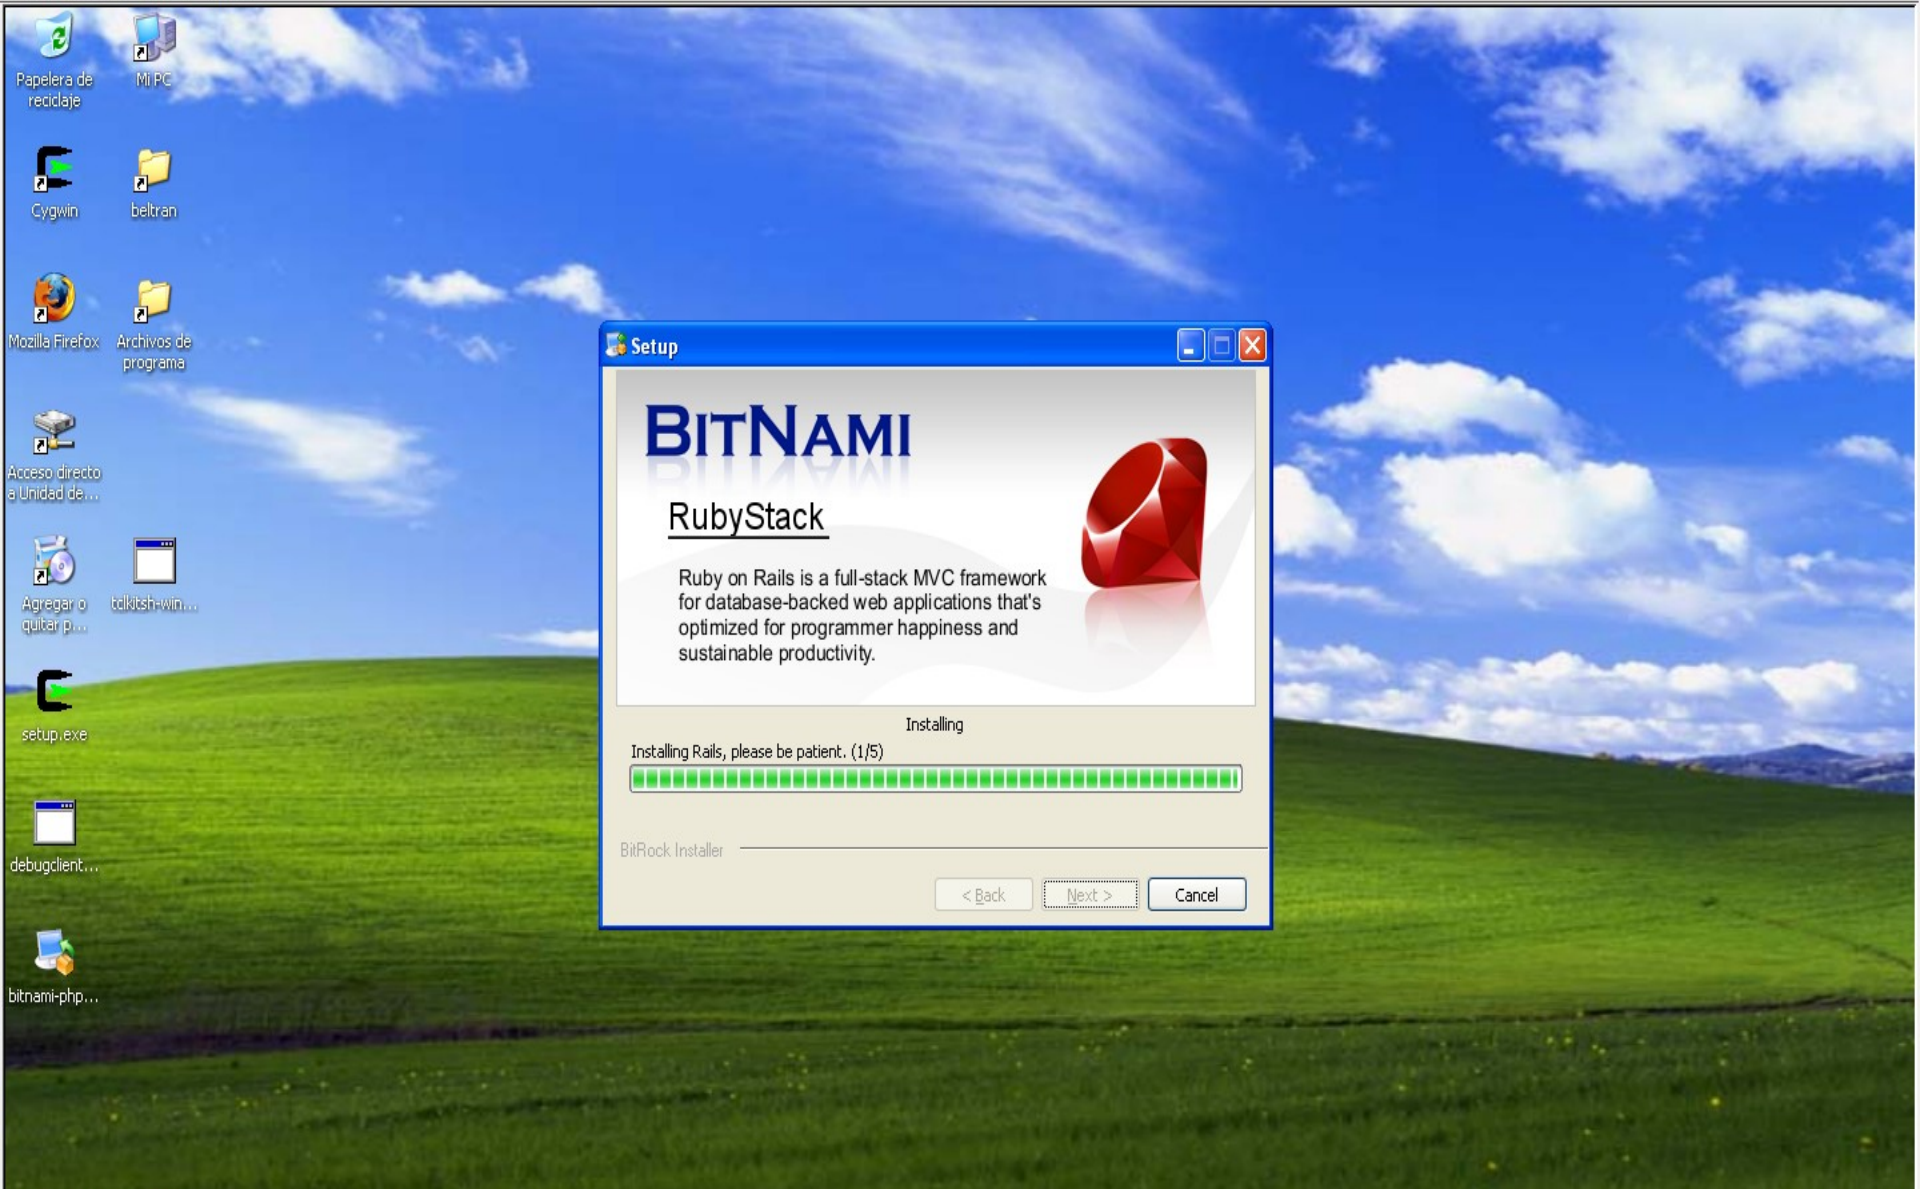 Papelera de
reciclaje
Mi PC
Cygwin
beltran
Mozilla Firefox
Archivos de
programa
Acceso directo
a Unidad de...
Agregar o
quitar p...
tclkitsh-win...
setup.exe
debugclient...
bitnami-php...
Setup
BITNAMI
RubyStack
Ruby on Rails is a full-stack MVC framework
for database-backed web applications that's
optimized for programmer happiness and
sustainable productivity.
Installing
Installing Rails, please be patient. (1/5)
BitRock Installer
< Back
Next >
Cancel